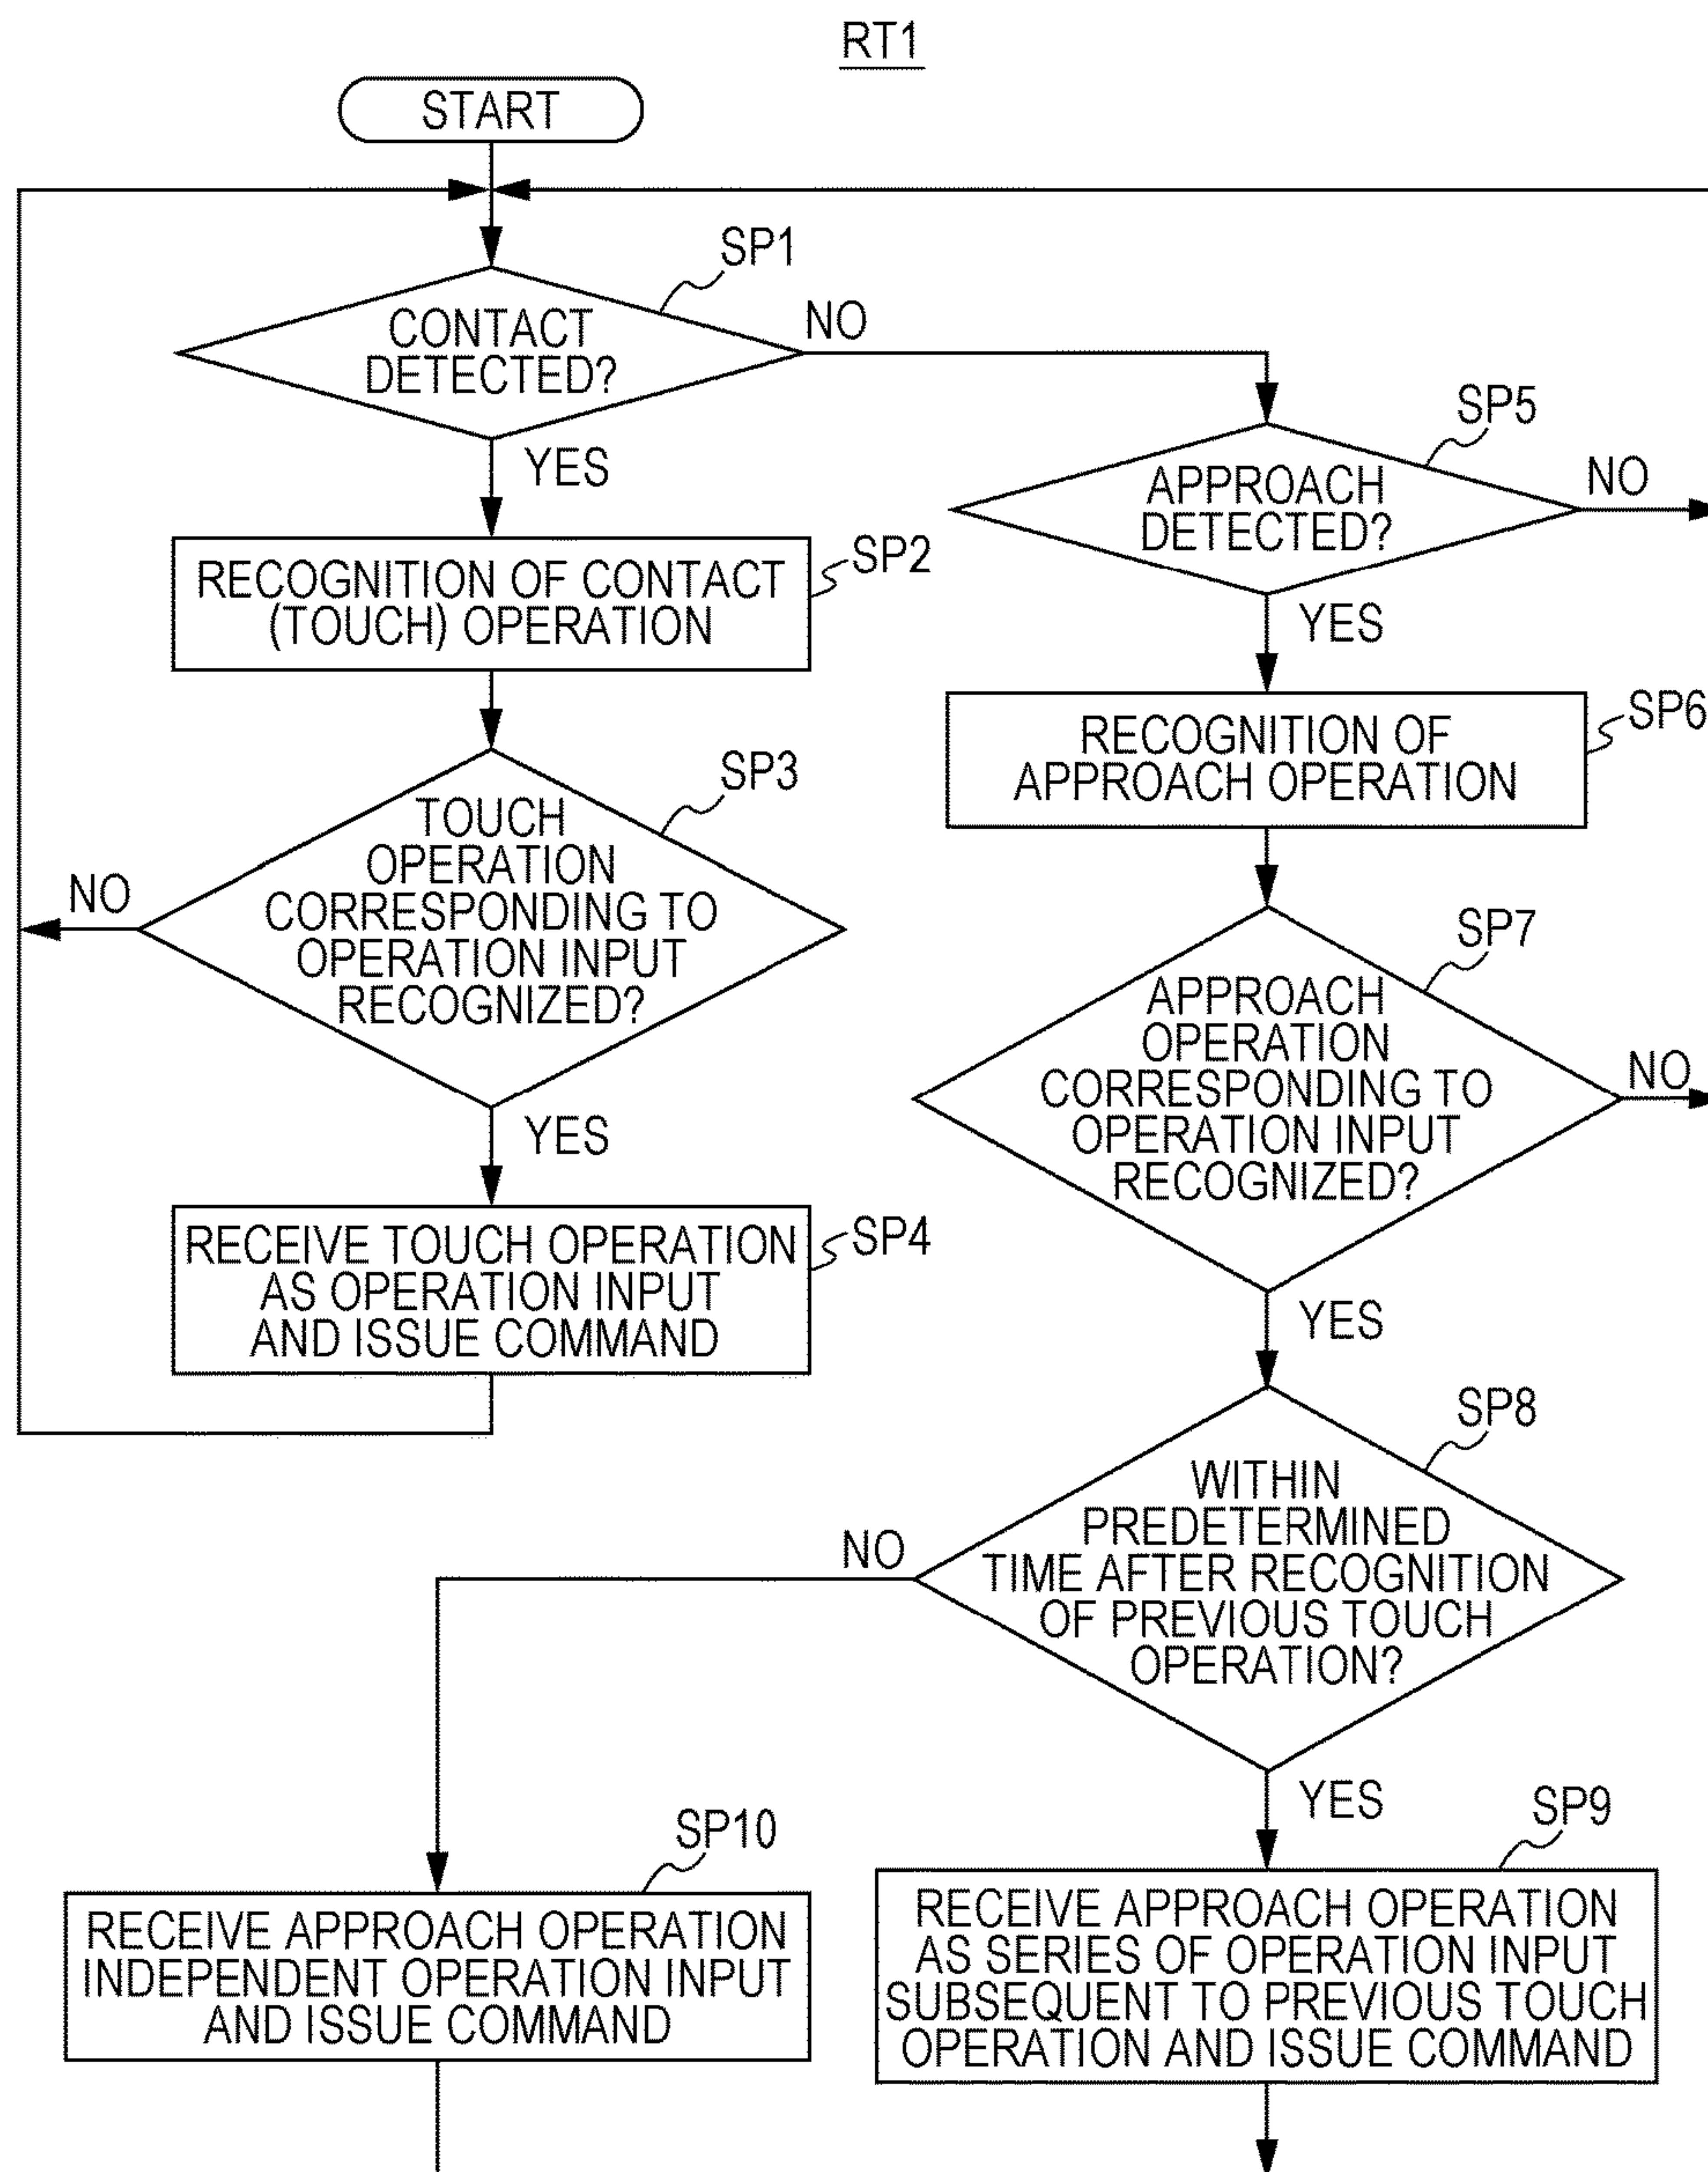 RT1
START
SP1
CONTACT
DETECTED?
NO
YES
SP2
RECOGNITION OF CONTACT
(TOUCH) OPERATION
SP3
TOUCH
OPERATION
CORRESPONDING TO
OPERATION INPUT
RECOGNIZED?
NO
YES
SP4
RECEIVE TOUCH OPERATION
AS OPERATION INPUT
AND ISSUE COMMAND
SP5
APPROACH
DETECTED?
NO
YES
SP6
RECOGNITION OF
APPROACH OPERATION
SP7
APPROACH
OPERATION
CORRESPONDING TO
OPERATION INPUT
RECOGNIZED?
NO
YES
SP8
WITHIN
PREDETERMINED
TIME AFTER RECOGNITION
OF PREVIOUS TOUCH
OPERATION?
NO
YES
SP10
RECEIVE APPROACH OPERATION
INDEPENDENT OPERATION INPUT
AND ISSUE COMMAND
SP9
RECEIVE APPROACH OPERATION
AS SERIES OF OPERATION INPUT
SUBSEQUENT TO PREVIOUS TOUCH
OPERATION AND ISSUE COMMAND